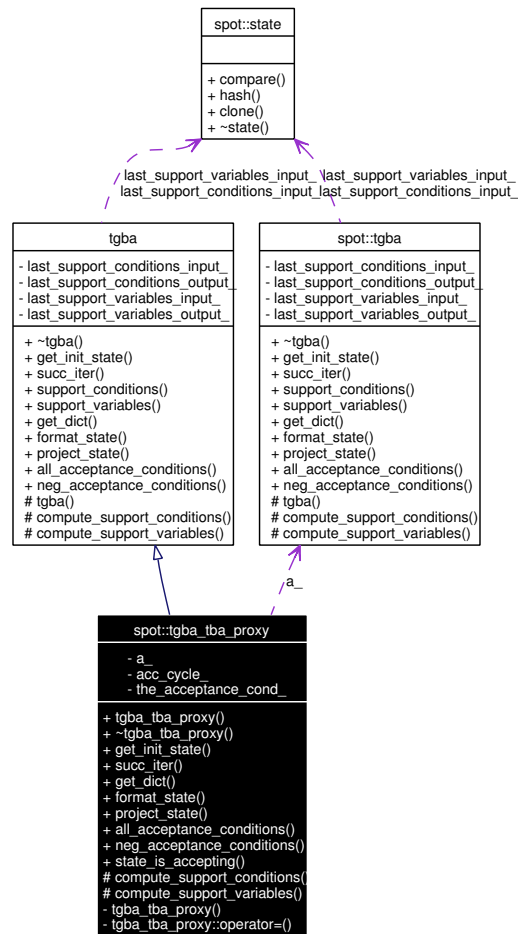 spot::state
+ compare()
+ hash()
+ clone()
+ ~state()
last_support_variables_input_
last_support_conditions_input_
last_support_variables_input_
last_support_conditions_input_
tgba
- last_support_conditions_input_
- last_support_conditions_output_
- last_support_variables_input_
- last_support_variables_output_
+ ~tgba()
+ get_init_state()
+ succ_iter()
+ support_conditions()
+ support_variables()
+ get_dict()
+ format_state()
+ project_state()
+ all_acceptance_conditions()
+ neg_acceptance_conditions()
# tgba()
# compute_support_conditions()
# compute_support_variables()
spot::tgba
- last_support_conditions_input_
- last_support_conditions_output_
- last_support_variables_input_
- last_support_variables_output_
+ ~tgba()
+ get_init_state()
+ succ_iter()
+ support_conditions()
+ support_variables()
+ get_dict()
+ format_state()
+ project_state()
+ all_acceptance_conditions()
+ neg_acceptance_conditions()
# tgba()
# compute_support_conditions()
# compute_support_variables()
a_
spot::tgba_tba_proxy
- a_
- acc_cycle_
- the_acceptance_cond_
+ tgba_tba_proxy()
+ ~tgba_tba_proxy()
+ get_init_state()
+ succ_iter()
+ get_dict()
+ format_state()
+ project_state()
+ all_acceptance_conditions()
+ neg_acceptance_conditions()
+ state_is_accepting()
# compute_support_conditions()
# compute_support_variables()
- tgba_tba_proxy()
- tgba_tba_proxy::operator=()